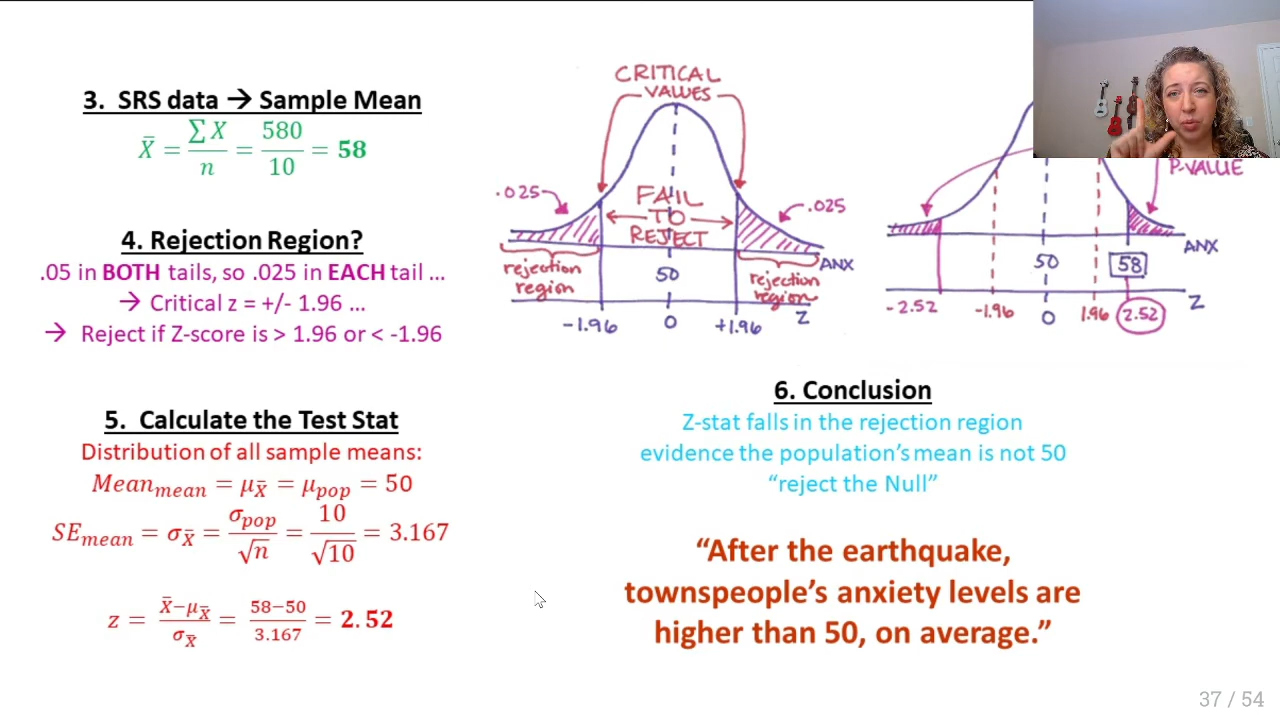 3. SRS data → Sample Mean
X̄ = ∑X / n = 580 / 10 = 58
4. Rejection Region?
.05 in BOTH tails, so .025 in EACH tail ...
→ Critical z = +/- 1.96 ...
→ Reject if Z-score is > 1.96 or < -1.96
5. Calculate the Test Stat
Distribution of all sample means:
Mean_mean = μ_X̄ = μ_pop = 50
SE_mean = σ_X̄ = σ_pop / √n = 10 / √10 = 3.167
z = X̄−μ_X̄ / σ_X̄ = 58−50 / 3.167 = 2.52
CRITICAL
VALUES
.025
FAIL
TO
REJECT
.025
rejection
region
50
rejection
region
ANX
-1.96
0
+1.96
Z
P-VALUE
50
58
ANX
-2.52
-1.96
0
1.96
2.52
Z
6. Conclusion
Z-stat falls in the rejection region
evidence the population's mean is not 50
“reject the Null”
“After the earthquake,
townspeople's anxiety levels are
higher than 50, on average.”
37 / 54